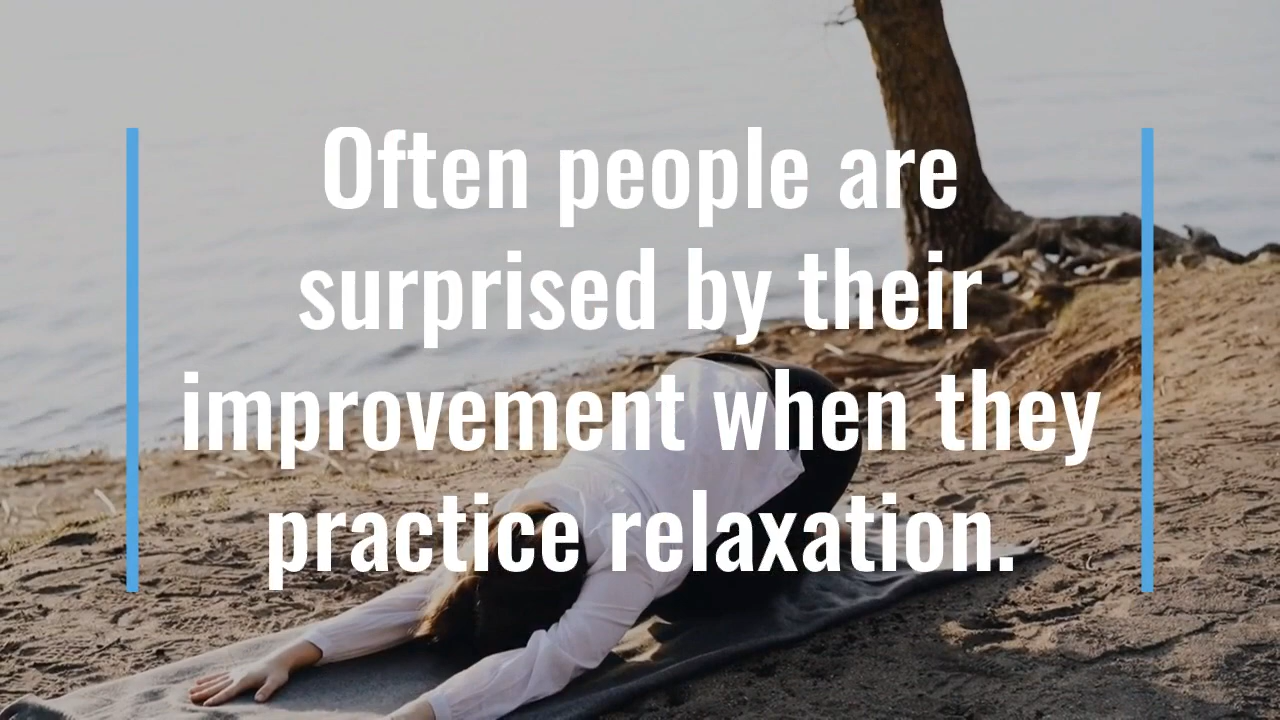 Often people are
surprised by their
improvement when they
practice relaxation.